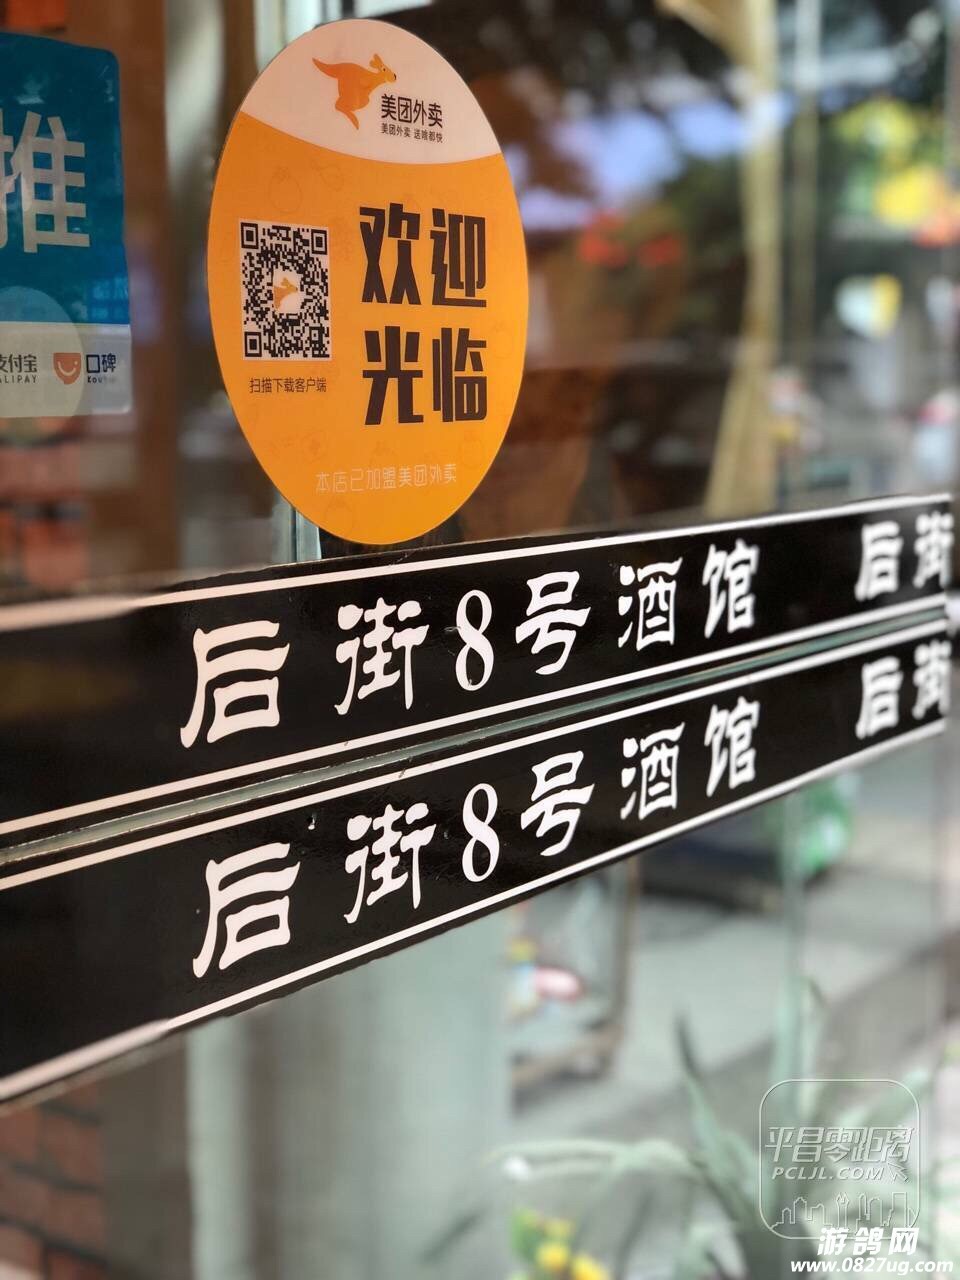 推
支付宝
ALIPAY
口碑
美团外卖
美团外卖 送啥都快
欢迎
光临
扫描下载客户端
本店已加盟美团外卖
后街8号酒馆 后街
后街8号酒馆 后街
平昌零距离
PCLJL.COM
游鸽网
www.0827ug.com